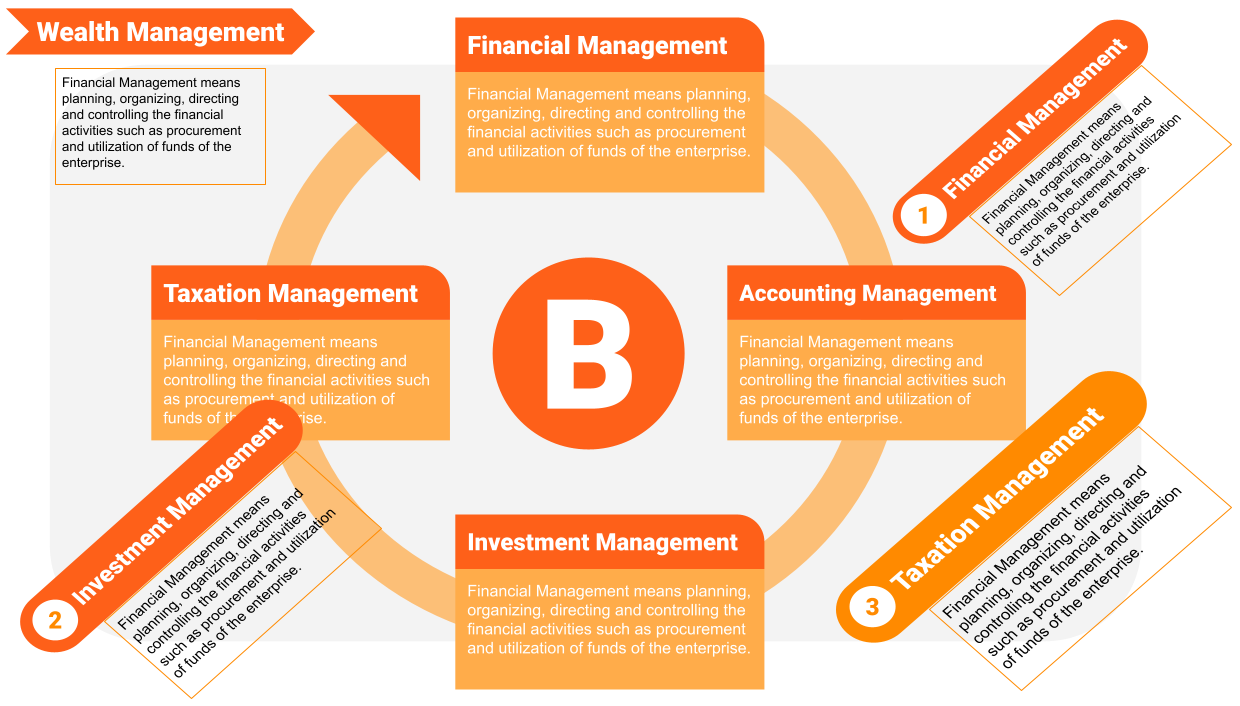 Wealth Management
Financial Management means
planning, organizing, directing
and controlling the financial
activities such as procurement
and utilization of funds of the
enterprise.
Financial Management
Financial Management means planning,
organizing, directing and controlling the
financial activities such as procurement
and utilization of funds of the enterprise.
1
Financial Management
Financial Management means
planning, organizing, directing and
controlling the financial activities
such as procurement and utilization
of funds of the enterprise.
Taxation Management
Financial Management means
planning, organizing, directing and
controlling the financial activities such
as procurement and utilization of
funds of
B
Accounting Management
Financial Management means
planning, organizing, directing and
controlling the financial activities such
as procurement and utilization of
funds of the enterprise.
2
Investment Management
Financial Management means
planning, organizing, directing and
controlling the financial activities
such as procurement and utilization
of funds of the enterprise.
Investment Management
Financial Management means planning,
organizing, directing and controlling the
financial activities such as procurement
and utilization of funds of the enterprise.
3
Taxation Management
Financial Management means
planning, organizing, directing and
controlling the financial activities
such as procurement and utilization
of funds of the enterprise.